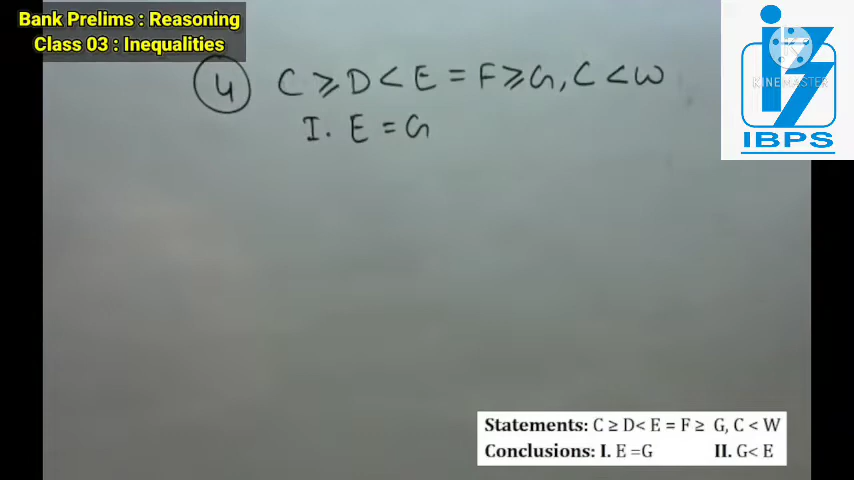 Bank Prelims : Reasoning
Class 03 : Inequalities
4 C ≥ D < E = F ≥ G, C < W
I. E = G
KINEMASTER
IBPS
Statements: C ≥ D< E = F ≥ G, C < W
Conclusions: I. E =G II. G< E